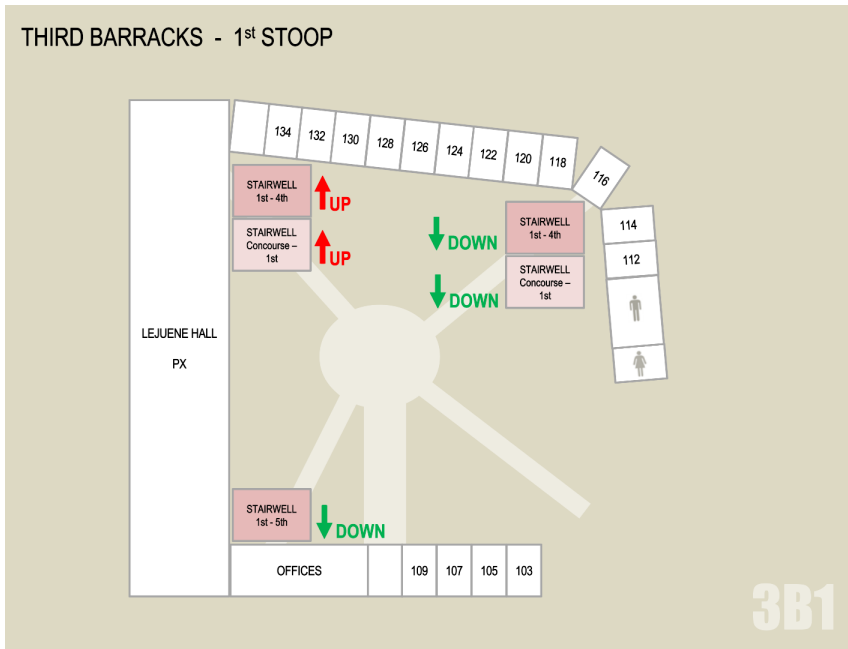 THIRD BARRACKS - 1st STOOP
134
132
130
128
126
124
122
120
118
116
114
112
STAIRWELL
1st - 4th
UP
STAIRWELL
Concourse –
1st
UP
STAIRWELL
1st - 4th
DOWN
STAIRWELL
Concourse –
1st
DOWN
LEJUENE HALL
PX
STAIRWELL
1st - 5th
DOWN
OFFICES
109
107
105
103
3B1